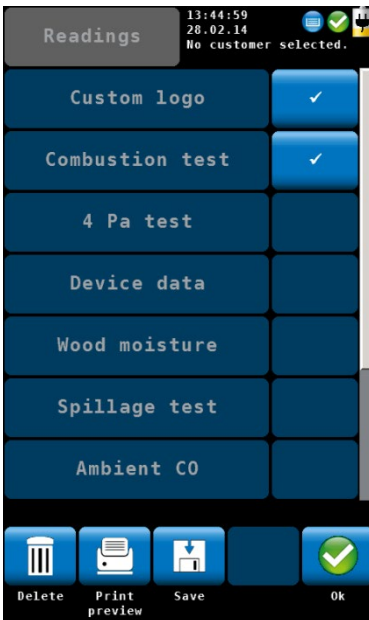 Readings
13:44:59
28.02.14
No customer selected.
Custom logo
Combustion test
4 Pa test
Device data
Wood moisture
Spillage test
Ambient CO
Delete
Print
preview
Save
Ok